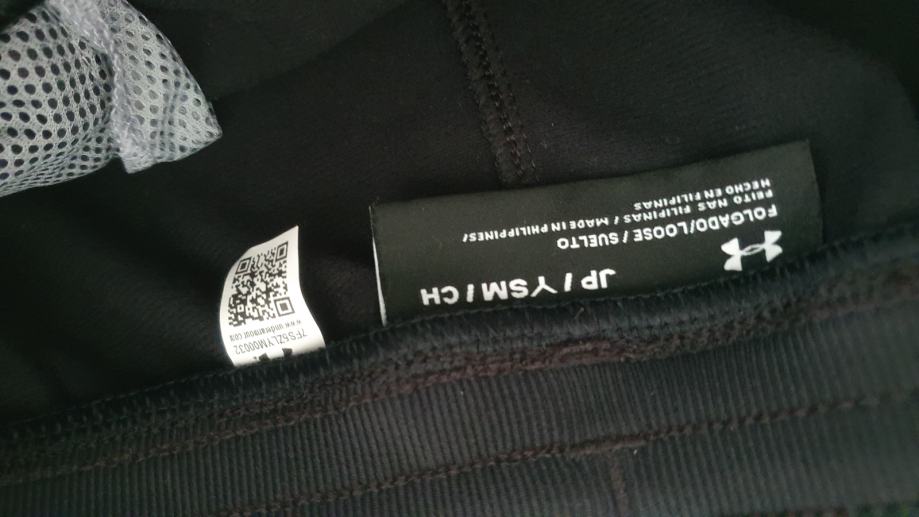 JP / YSM / CH
FOLGADO/LOOSE / SUELTO
FEITO NAS FILIPINAS / MADE IN PHILIPPINES/
HECHO EN FILIPINAS
www.underarmour.com